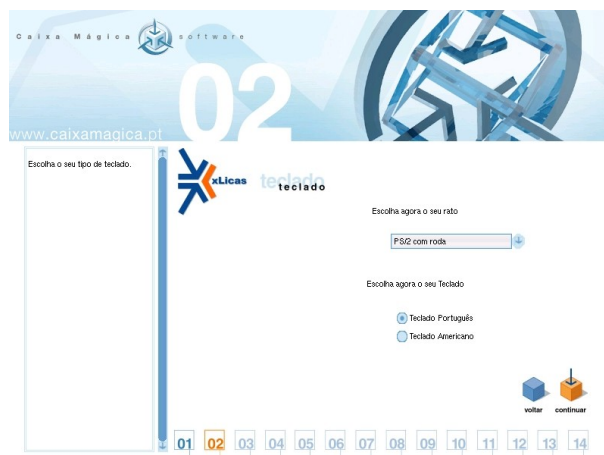 Caixa Mágica software
02
www.caixamagica.pt
Escolha o seu tipo de teclado.
xLicas
teclado
teclado
Escolha agora o seu rato
PS/2 com roda
Escolha agora o seu Teclado
Teclado Português
Teclado Americano
voltar continuar
01 02 03 04 05 06 07 08 09 10 11 12 13 14